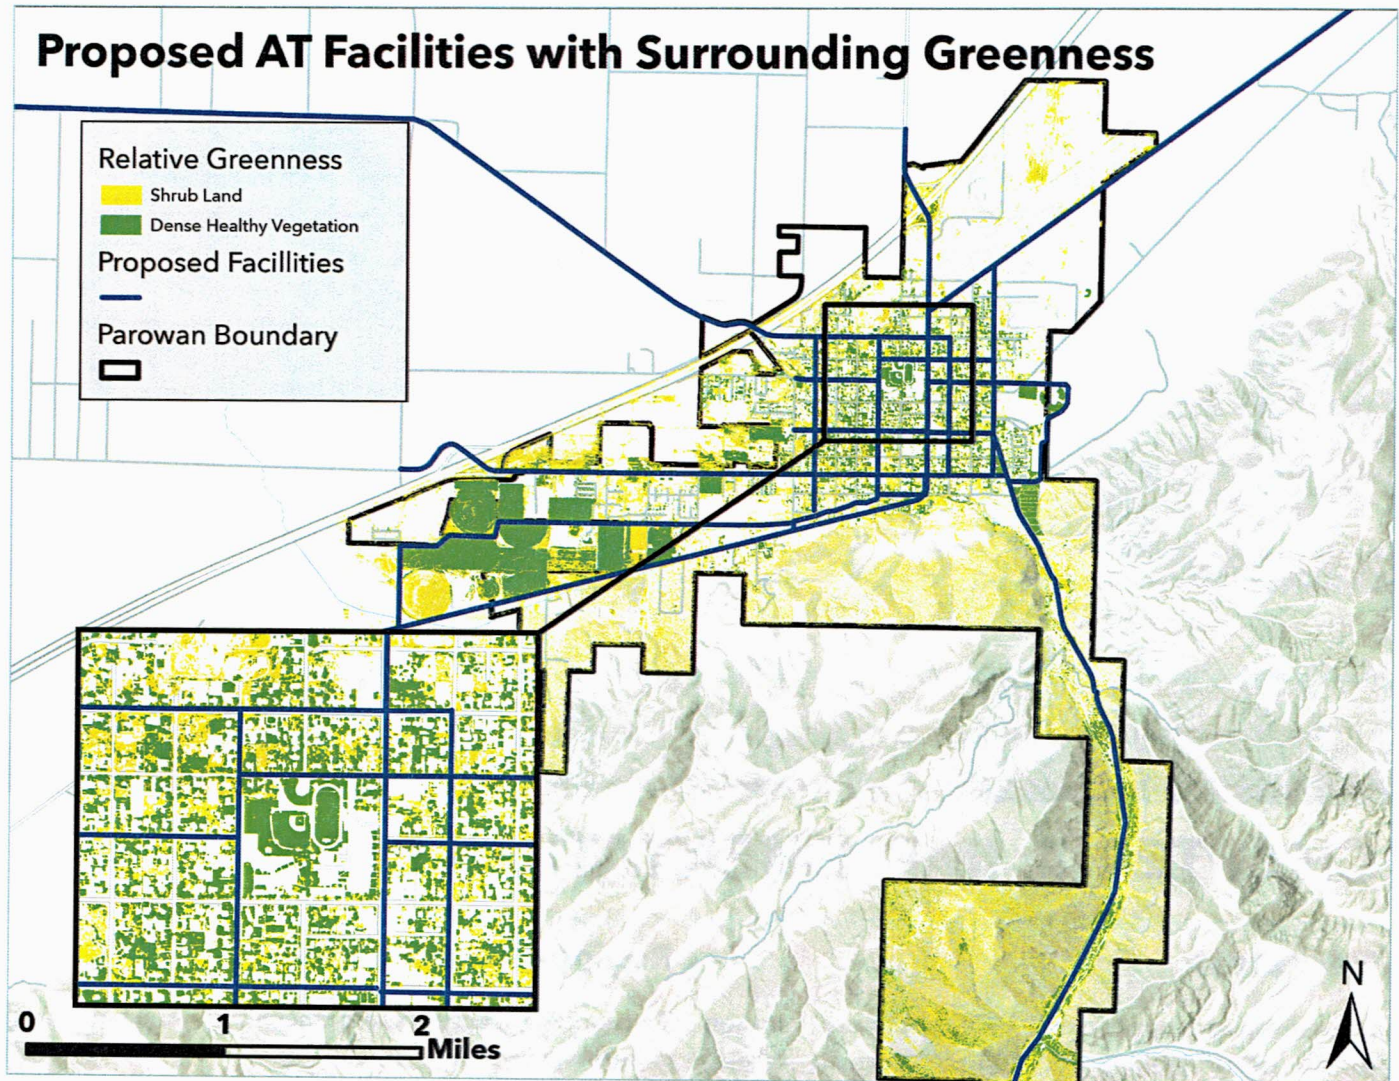 Proposed AT Facilities with Surrounding Greenness
Relative Greenness
Shrub Land
Dense Healthy Vegetation
Proposed Facillities
Parowan Boundary
N
0 1 2
Miles